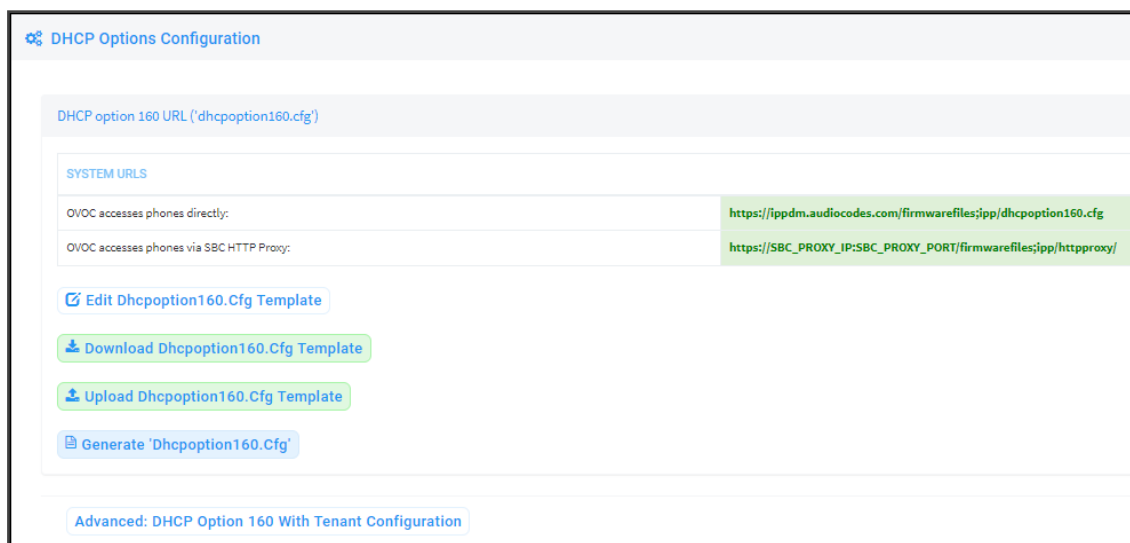 DHCP Options Configuration
DHCP option 160 URL ('dhcpoption160.cfg')
SYSTEM URLS
OVOC accesses phones directly: https://ippdm.audiocodes.com/firmwarefiles;ipp/dhcpoption160.cfg
OVOC accesses phones via SBC HTTP Proxy: https://SBC_PROXY_IP:SBC_PROXY_PORT/firmwarefiles;ipp/httpproxy/
Edit Dhcpoption160.Cfg Template
Download Dhcpoption160.Cfg Template
Upload Dhcpoption160.Cfg Template
Generate 'Dhcpoption160.Cfg'
Advanced: DHCP Option 160 With Tenant Configuration